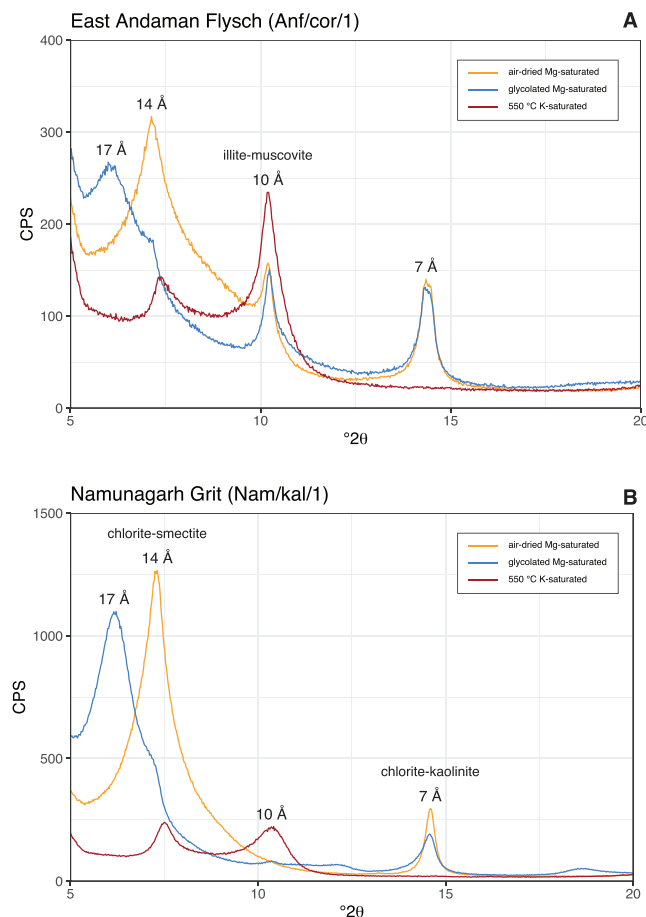 East Andaman Flysch (Anf/cor/1)
A
400
300
200
100
0
CPS
17 Å
14 Å
illite-muscovite
10 Å
7 Å
air-dried Mg-saturated
glycolated Mg-saturated
550 °C K-saturated
5
10
15
20
°2θ
Namunagarh Grit (Nam/kal/1)
B
1500
1000
500
0
CPS
chlorite-smectite
14 Å
17 Å
10 Å
chlorite-kaolinite
7 Å
air-dried Mg-saturated
glycolated Mg-saturated
550 °C K-saturated
5
10
15
20
°2θ